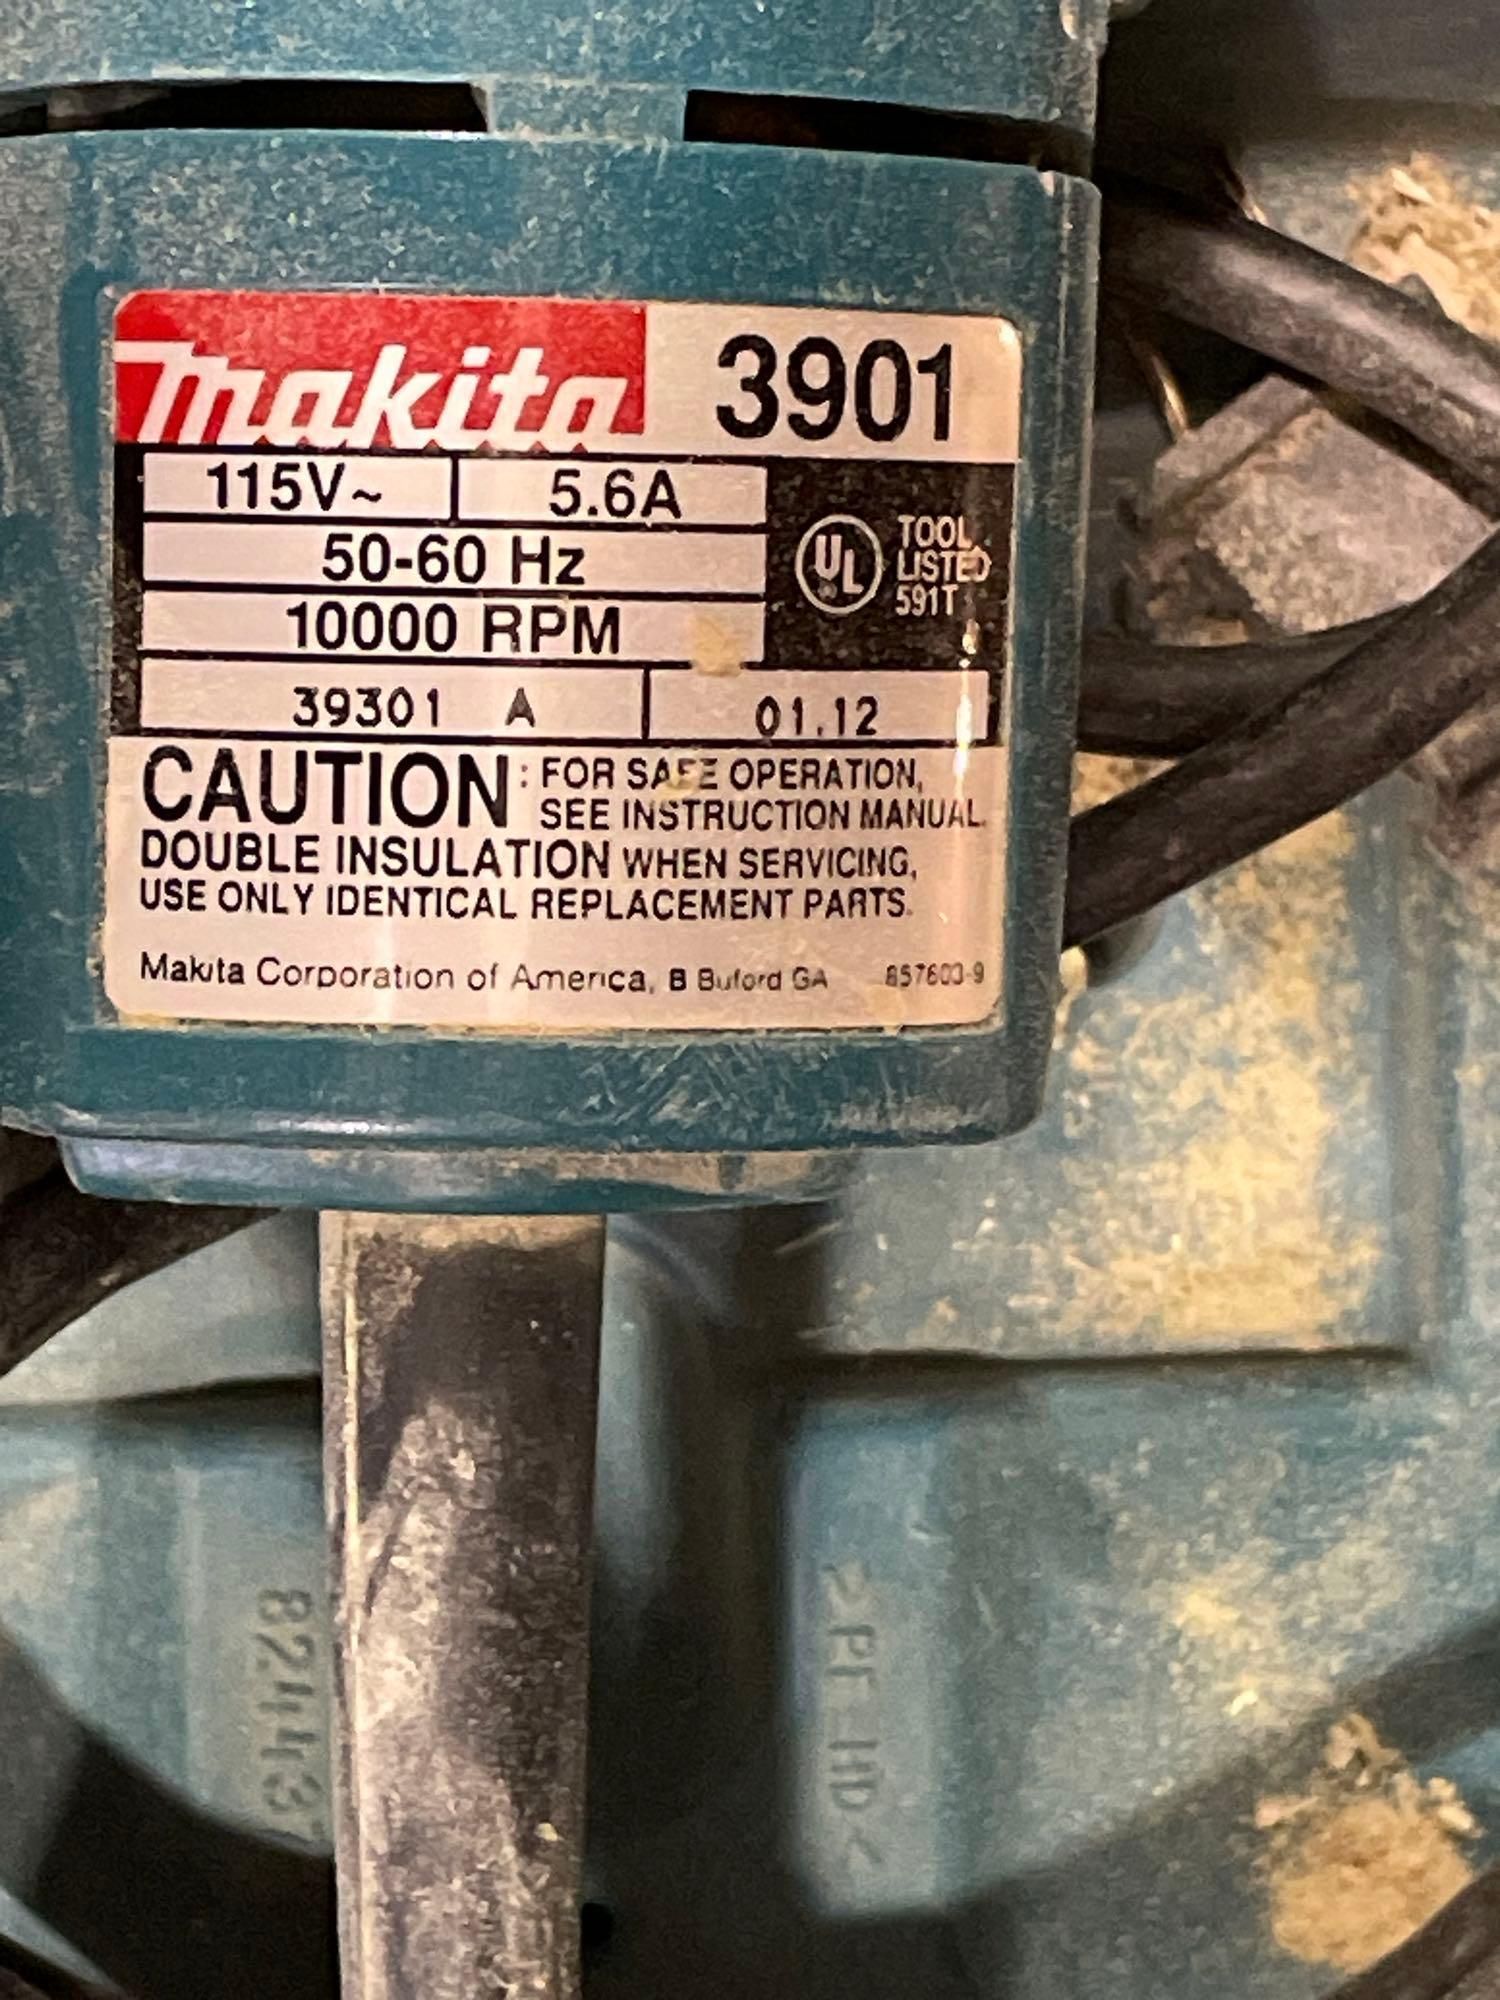 makita 3901
115V~ 5.6A
50-60 Hz
10000 RPM
UL TOOL
LISTED
591T
39301 A 01.12
CAUTION: FOR SAFE OPERATION,
SEE INSTRUCTION MANUAL.
DOUBLE INSULATION WHEN SERVICING,
USE ONLY IDENTICAL REPLACEMENT PARTS.
Makita Corporation of America, B Buford GA 857603-9